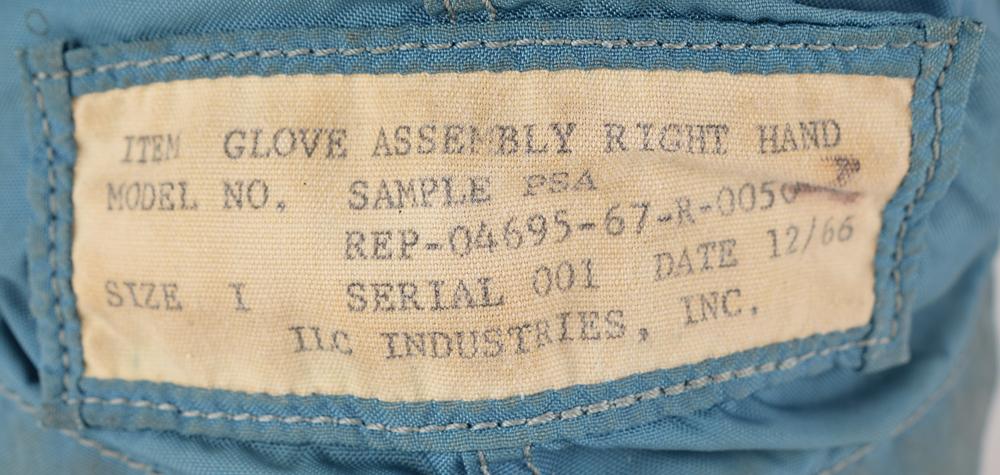 ITEM GLOVE ASSEMBLY RIGHT HAND
MODEL NO. SAMPLE PSA
REP-04695-67-R-0050
SIZE I SERIAL 001 DATE 12/66
ILC INDUSTRIES, INC.